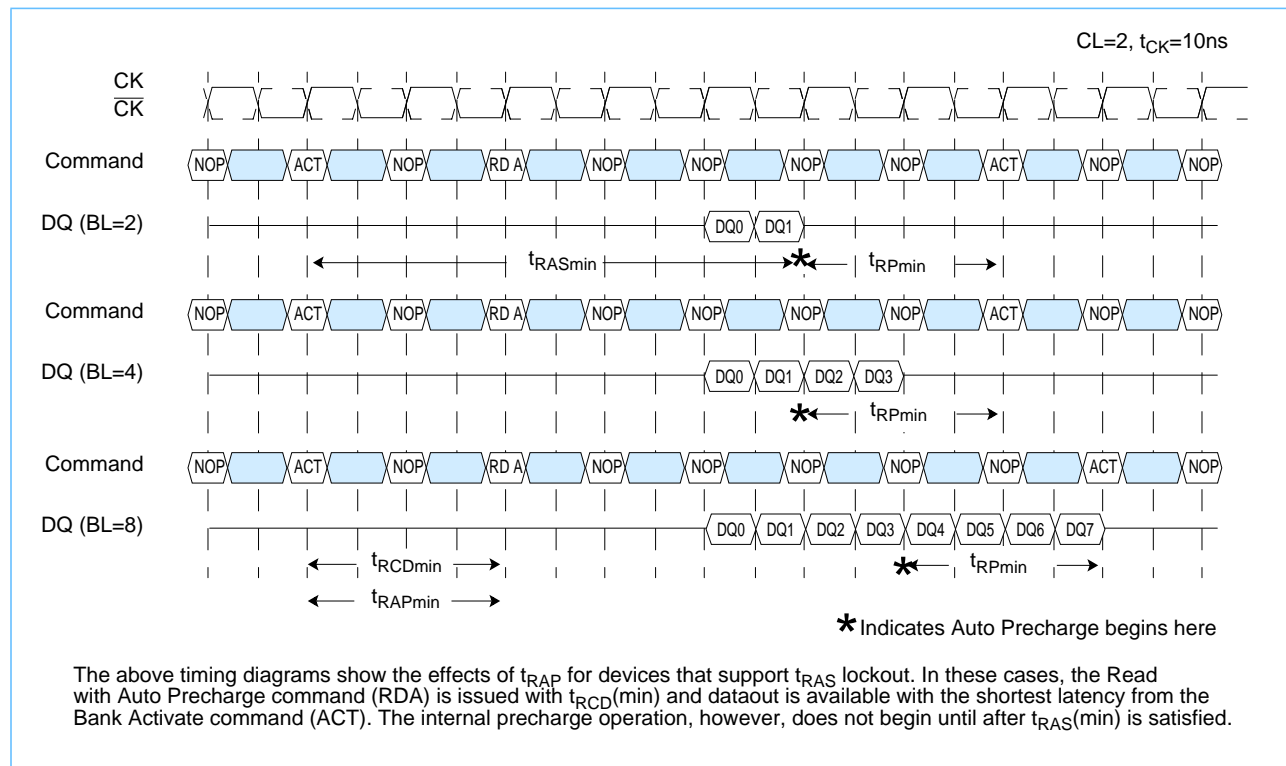 CL=2, tCK=10ns
CK
CK
Command NOP ACT NOP RD A NOP NOP NOP NOP ACT NOP NOP
DQ (BL=2) DQ0 DQ1
tRASmin * tRPmin
Command NOP ACT NOP RD A NOP NOP NOP NOP ACT NOP NOP
DQ (BL=4) DQ0 DQ1 DQ2 DQ3
* tRPmin
Command NOP ACT NOP RD A NOP NOP NOP NOP NOP ACT NOP
DQ (BL=8) DQ0 DQ1 DQ2 DQ3 DQ4 DQ5 DQ6 DQ7
tRCDmin * tRPmin
tRAPmin
* Indicates Auto Precharge begins here
The above timing diagrams show the effects of tRAP for devices that support tRAS lockout. In these cases, the Read
with Auto Precharge command (RDA) is issued with tRCD(min) and dataout is available with the shortest latency from the
Bank Activate command (ACT). The internal precharge operation, however, does not begin until after tRAS(min) is satisfied.